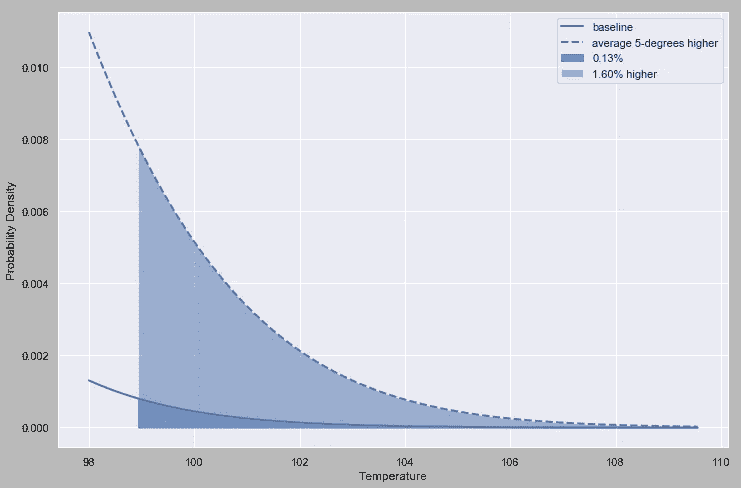 baseline
average 5-degrees higher
0.13%
1.60% higher
0.010
0.008
0.006
0.004
0.002
0.000
Probability Density
98 100 102 104 106 108 110
Temperature